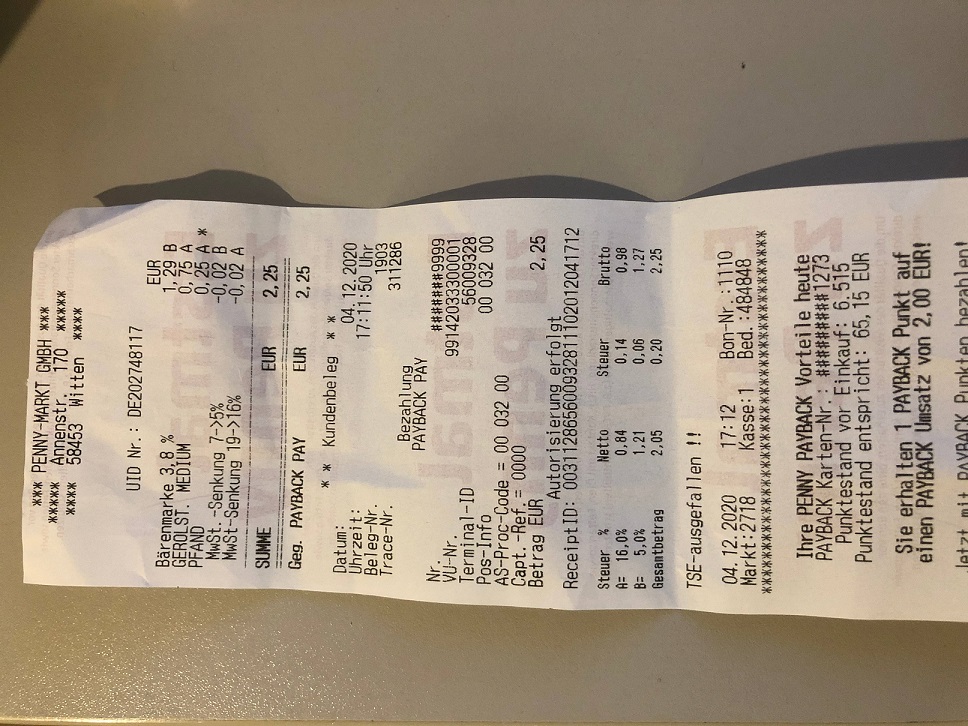 *** PENNY-MARKT GMBH ***
***** Annenstr. 170 *****
58453 Witten
**** ****
UID Nr.: DE202748117
EUR
Bärenmarke 3,8 % 1,29 B
GEROLST. MEDIUM 0,75 A
PFAND 0,25 A *
MwSt.-Senkung 7->5% -0,02 B
MwSt-Senkung 19->16% -0,02 A
SUMME EUR 2,25
Geg. PAYBACK PAY EUR 2,25
* * Kundenbeleg * *
Datum: 04.12.2020
Uhrzeit: 17:11:50 Uhr
Beleg-Nr. 1903
Trace-Nr. 311286
Bezahlung
PAYBACK PAY
Nr. #######9999
VU-Nr. 9914203300001
Terminal-ID 56009328
Pos-Info 00 032 00
AS-Proc-Code = 00 032 00
Capt.-Ref.= 0000
Betrag EUR 2,25
Autorisierung erfolgt
ReceiptID: 00311286560093281110201204 1712
Steuer % Netto Steuer Brutto
A= 16,0% 0,84 0,14 0,98
B= 5,0% 1,21 0,06 1,27
Gesamtbetrag 2,05 0,20 2,25
TSE-ausgefallen !!
04.12.2020 17:12 Bon-Nr.:1110
Markt:2718 Kasse:1 Bed.:484848
***********************************
Ihre PENNY PAYBACK Vorteile heute
PAYBACK Karten-Nr.: #########1273
Punktestand vor Einkauf: 6.515
Punktestand entspricht: 65,15 EUR
Sie erhalten 1 PAYBACK Punkt auf
einen PAYBACK Umsatz von 2,00 EUR!
Jetzt mit PAYBACK Punkten bezahlen!